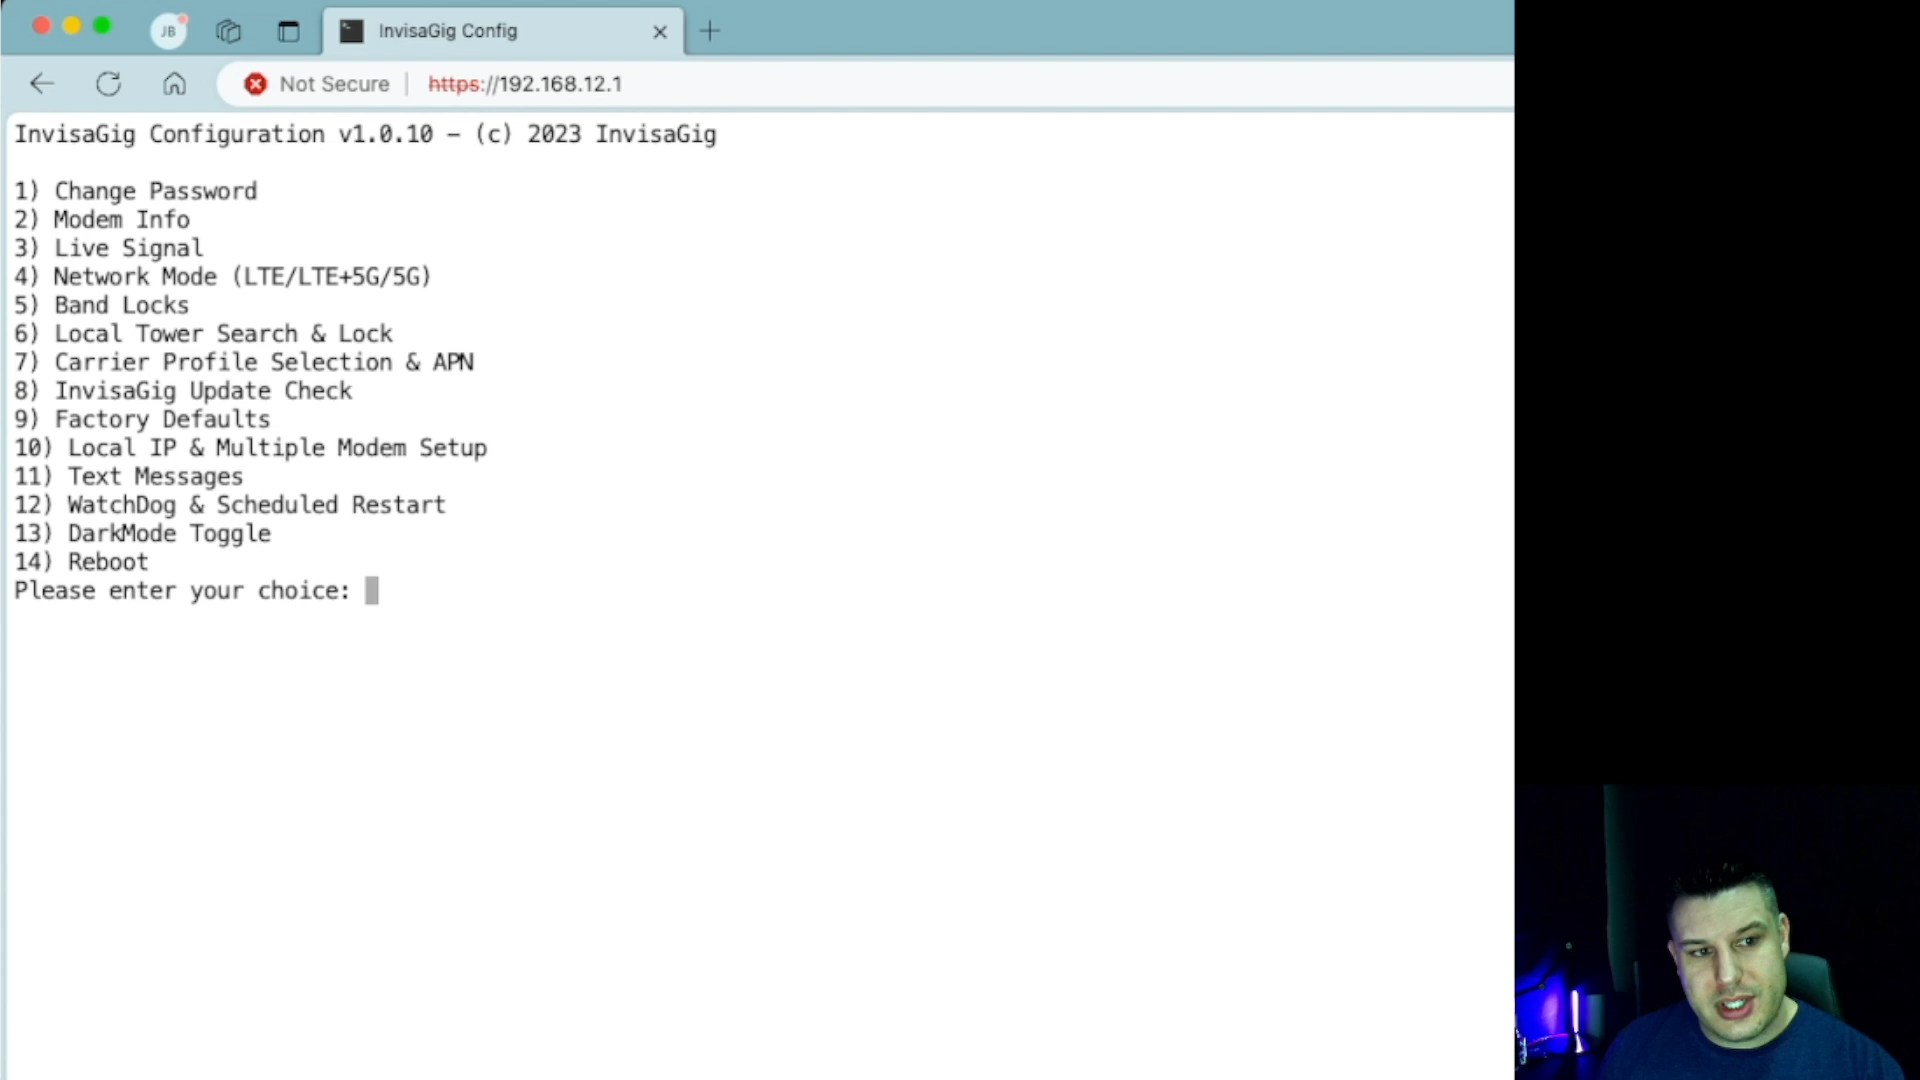 JB
InvisaGig Config
Not Secure
https://192.168.12.1
InvisaGig Configuration v1.0.10 – (c) 2023 InvisaGig
1) Change Password
2) Modem Info
3) Live Signal
4) Network Mode (LTE/LTE+5G/5G)
5) Band Locks
6) Local Tower Search & Lock
7) Carrier Profile Selection & APN
8) InvisaGig Update Check
9) Factory Defaults
10) Local IP & Multiple Modem Setup
11) Text Messages
12) WatchDog & Scheduled Restart
13) DarkMode Toggle
14) Reboot
Please enter your choice: